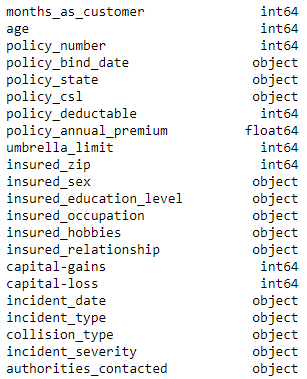 months_as_customer int64
age int64
policy_number int64
policy_bind_date object
policy_state object
policy_csl object
policy_deductable int64
policy_annual_premium float64
umbrella_limit int64
insured_zip int64
insured_sex object
insured_education_level object
insured_occupation object
insured_hobbies object
insured_relationship object
capital-gains int64
capital-loss int64
incident_date object
incident_type object
collision_type object
incident_severity object
authorities_contacted object